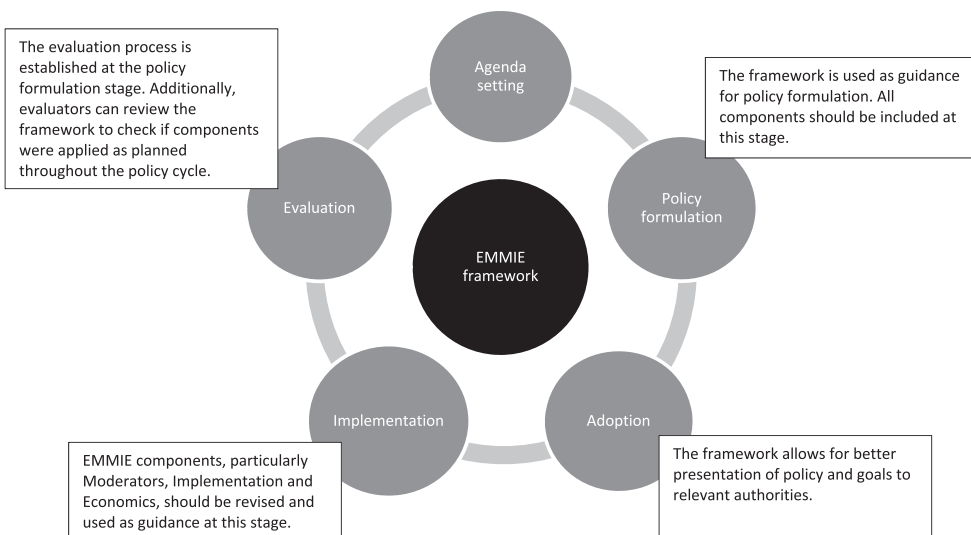 Agenda
setting
The framework is used as guidance
for policy formulation. All
components should be included at
this stage.
Policy
formulation
Adoption
The framework allows for better
presentation of policy and goals to
relevant authorities.
Implementation
EMMIE components, particularly
Moderators, Implementation and
Economics, should be revised and
used as guidance at this stage.
Evaluation
The evaluation process is
established at the policy
formulation stage. Additionally,
evaluators can review the
framework to check if components
were applied as planned
throughout the policy cycle.
EMMIE
framework